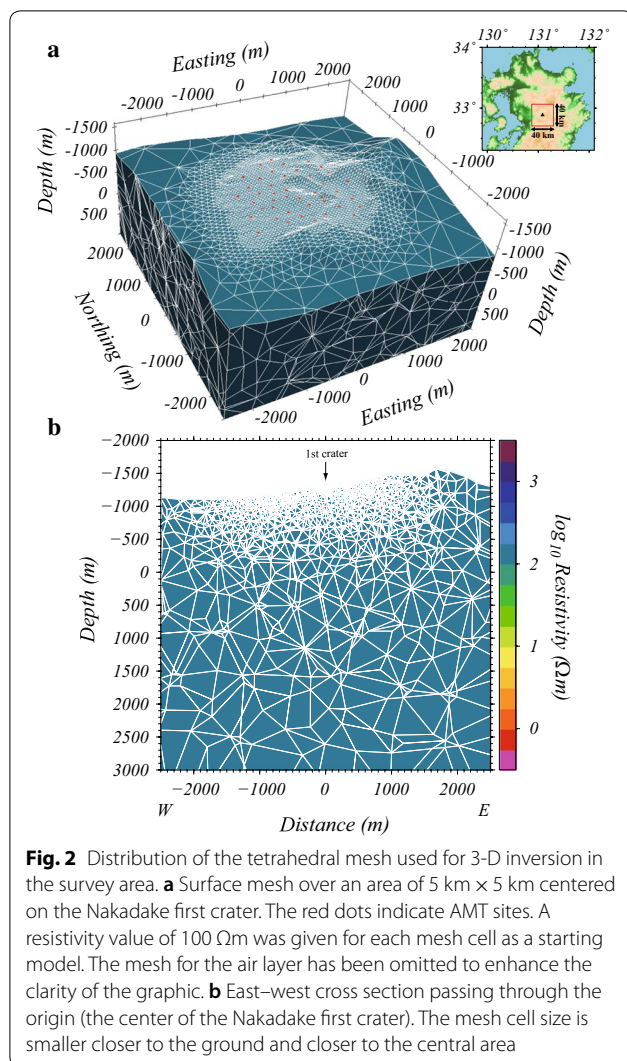 a
Easting (m)
-2000 -1000 0 1000 2000
-1500
-1000
-500
0
500
Depth (m)
2000
1000
0
-1000
-2000
Northing (m)
-2000 -1000 0 1000 2000
Easting (m)
2000
1000
0
-1000
-2000
-1500
-1000
-500
0
500
Depth (m)
130° 131° 132°
34°
33°
40 km
40 km
b
−2000
−1500
−1000
−500
0
500
1000
1500
2000
2500
3000
Depth (m)
1st crater
−2000 −1000 0 1000 2000
W E
Distance (m)
3
2
1
0
log10 Resistivity (Ωm)
Fig. 2 Distribution of the tetrahedral mesh used for 3-D inversion in
the survey area. a Surface mesh over an area of 5 km × 5 km centered
on the Nakadake first crater. The red dots indicate AMT sites. A
resistivity value of 100 Ωm was given for each mesh cell as a starting
model. The mesh for the air layer has been omitted to enhance the
clarity of the graphic. b East–west cross section passing through the
origin (the center of the Nakadake first crater). The mesh cell size is
smaller closer to the ground and closer to the central area